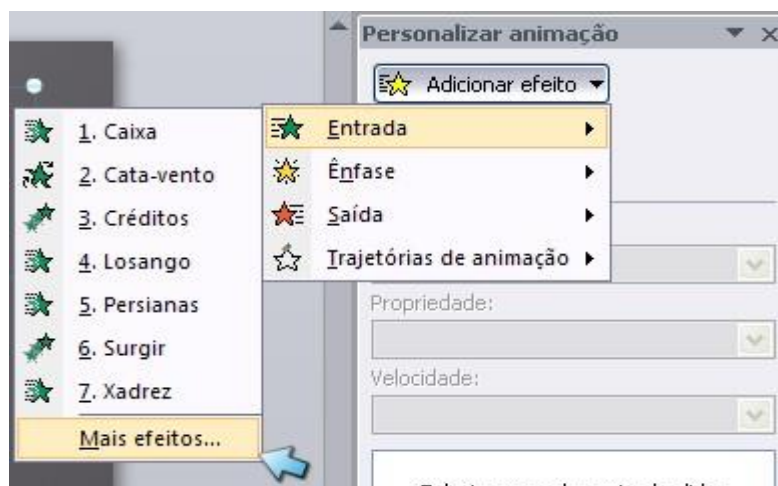 Personalizar animação
Adicionar efeito
Entrada
Ênfase
Saída
Trajetórias de animação
1. Caixa
2. Cata-vento
3. Créditos
4. Losango
5. Persianas
6. Surgir
7. Xadrez
Mais efeitos...
Propriedade:
Velocidade: